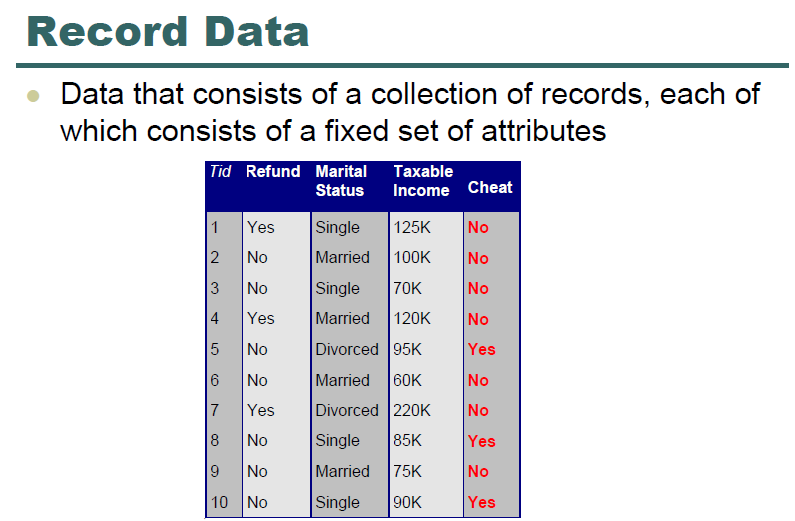 Record Data
Data that consists of a collection of records, each of
which consists of a fixed set of attributes
Tid Refund Marital Status Taxable Income Cheat
1 Yes Single 125K No
2 No Married 100K No
3 No Single 70K No
4 Yes Married 120K No
5 No Divorced 95K Yes
6 No Married 60K No
7 Yes Divorced 220K No
8 No Single 85K Yes
9 No Married 75K No
10 No Single 90K Yes